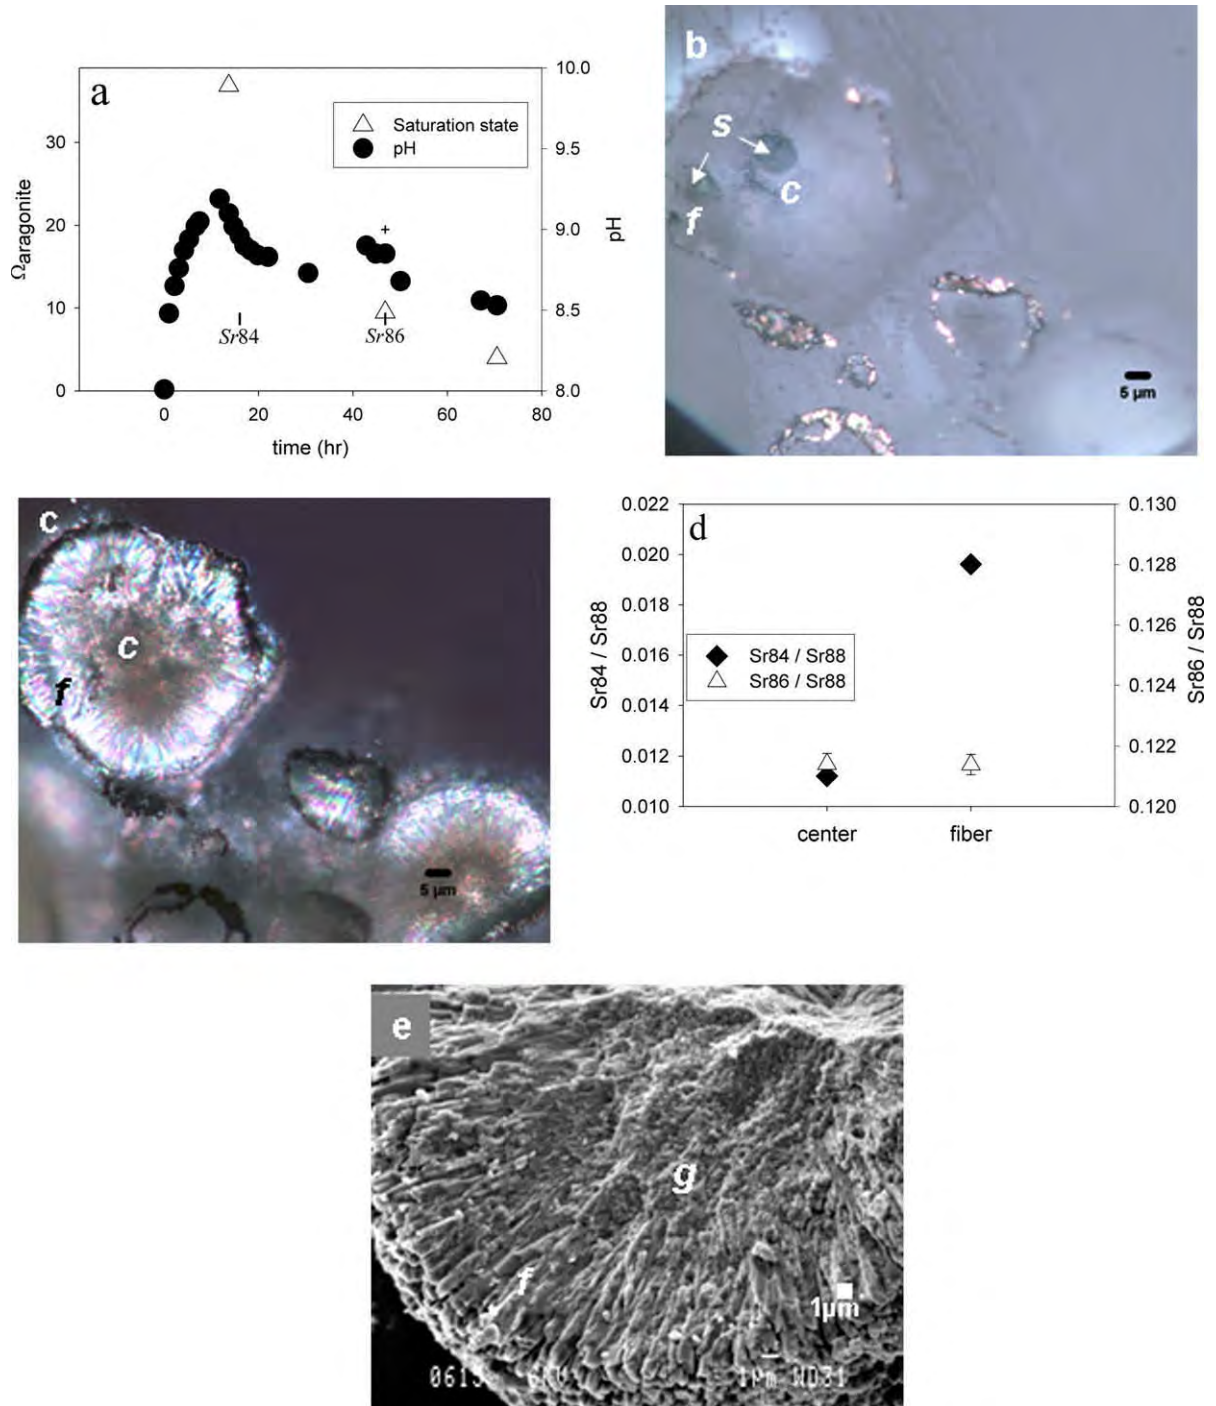 a
Saturation state
pH
Ωaragonite
30
20
10
0
10.0
9.5
9.0
8.5
8.0
pH
+
Sr84
Sr86
0
20
40
60
80
time (hr)
b
s
c
f
5 µm
c
c
f
5 µm
d
Sr84 / Sr88
0.022
0.020
0.018
0.016
0.014
0.012
0.010
Sr84 / Sr88
Sr86 / Sr88
0.130
0.128
0.126
0.124
0.122
0.120
Sr86 / Sr88
center
fiber
e
g
f
1µm
1µm WD31